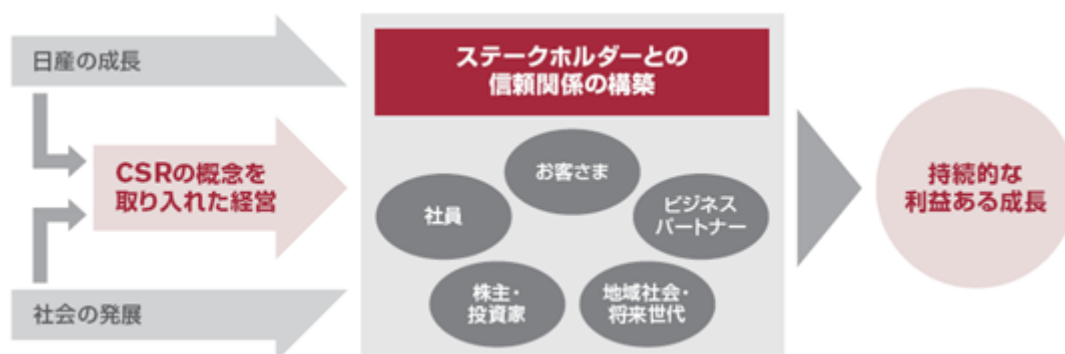 日産の成長
CSRの概念を
取り入れた経営
社会の発展
ステークホルダーとの
信頼関係の構築
お客さま
社員
ビジネス
パートナー
株主・
投資家
地域社会・
将来世代
持続的な
利益ある成長